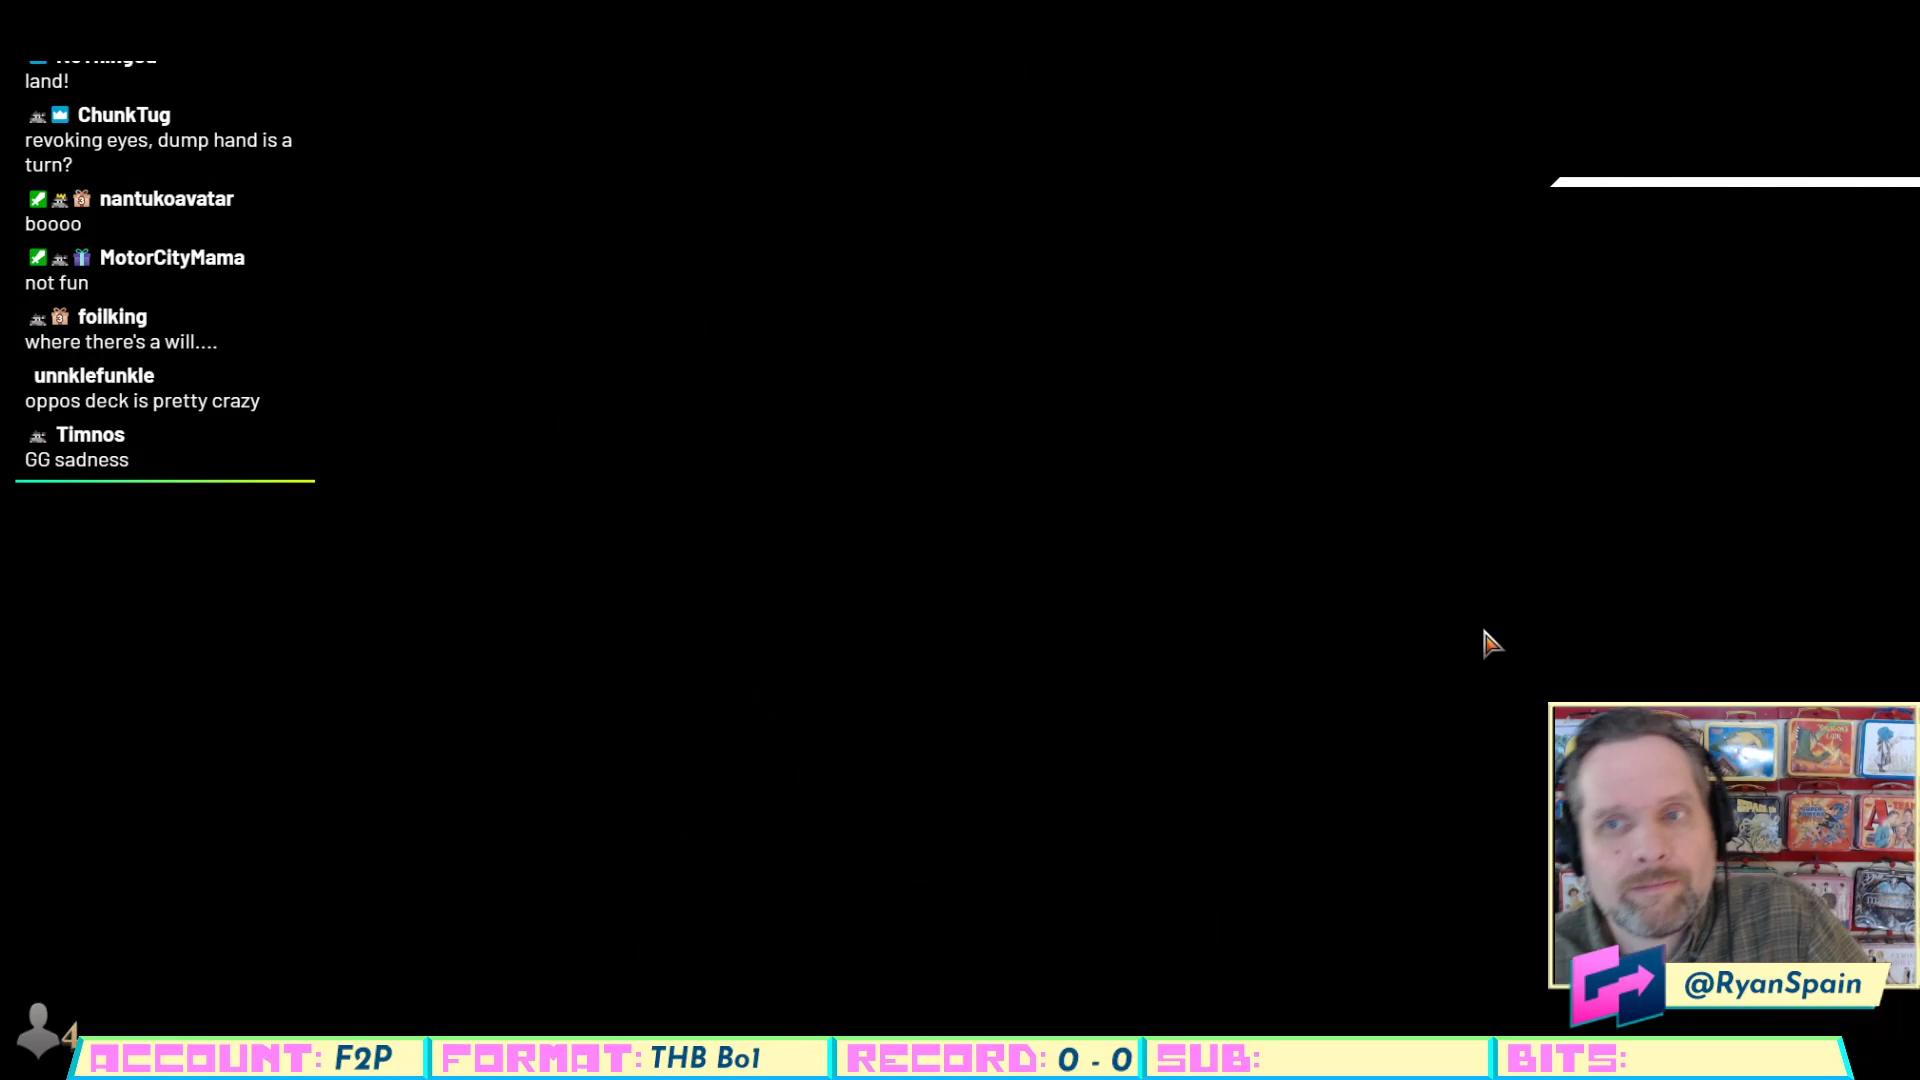 land!
ChunkTug
revoking eyes, dump hand is a
turn?
nantukoavatar
boooo
MotorCityMama
not fun
foilking
where there's a will....
unnklefunkle
oppos deck is pretty crazy
Timnos
GG sadness
@RyanSpain
4
ACCOUNT: F2P
FORMAT: THB Bo1
RECORD: 0 - 0
SUB:
BITS: